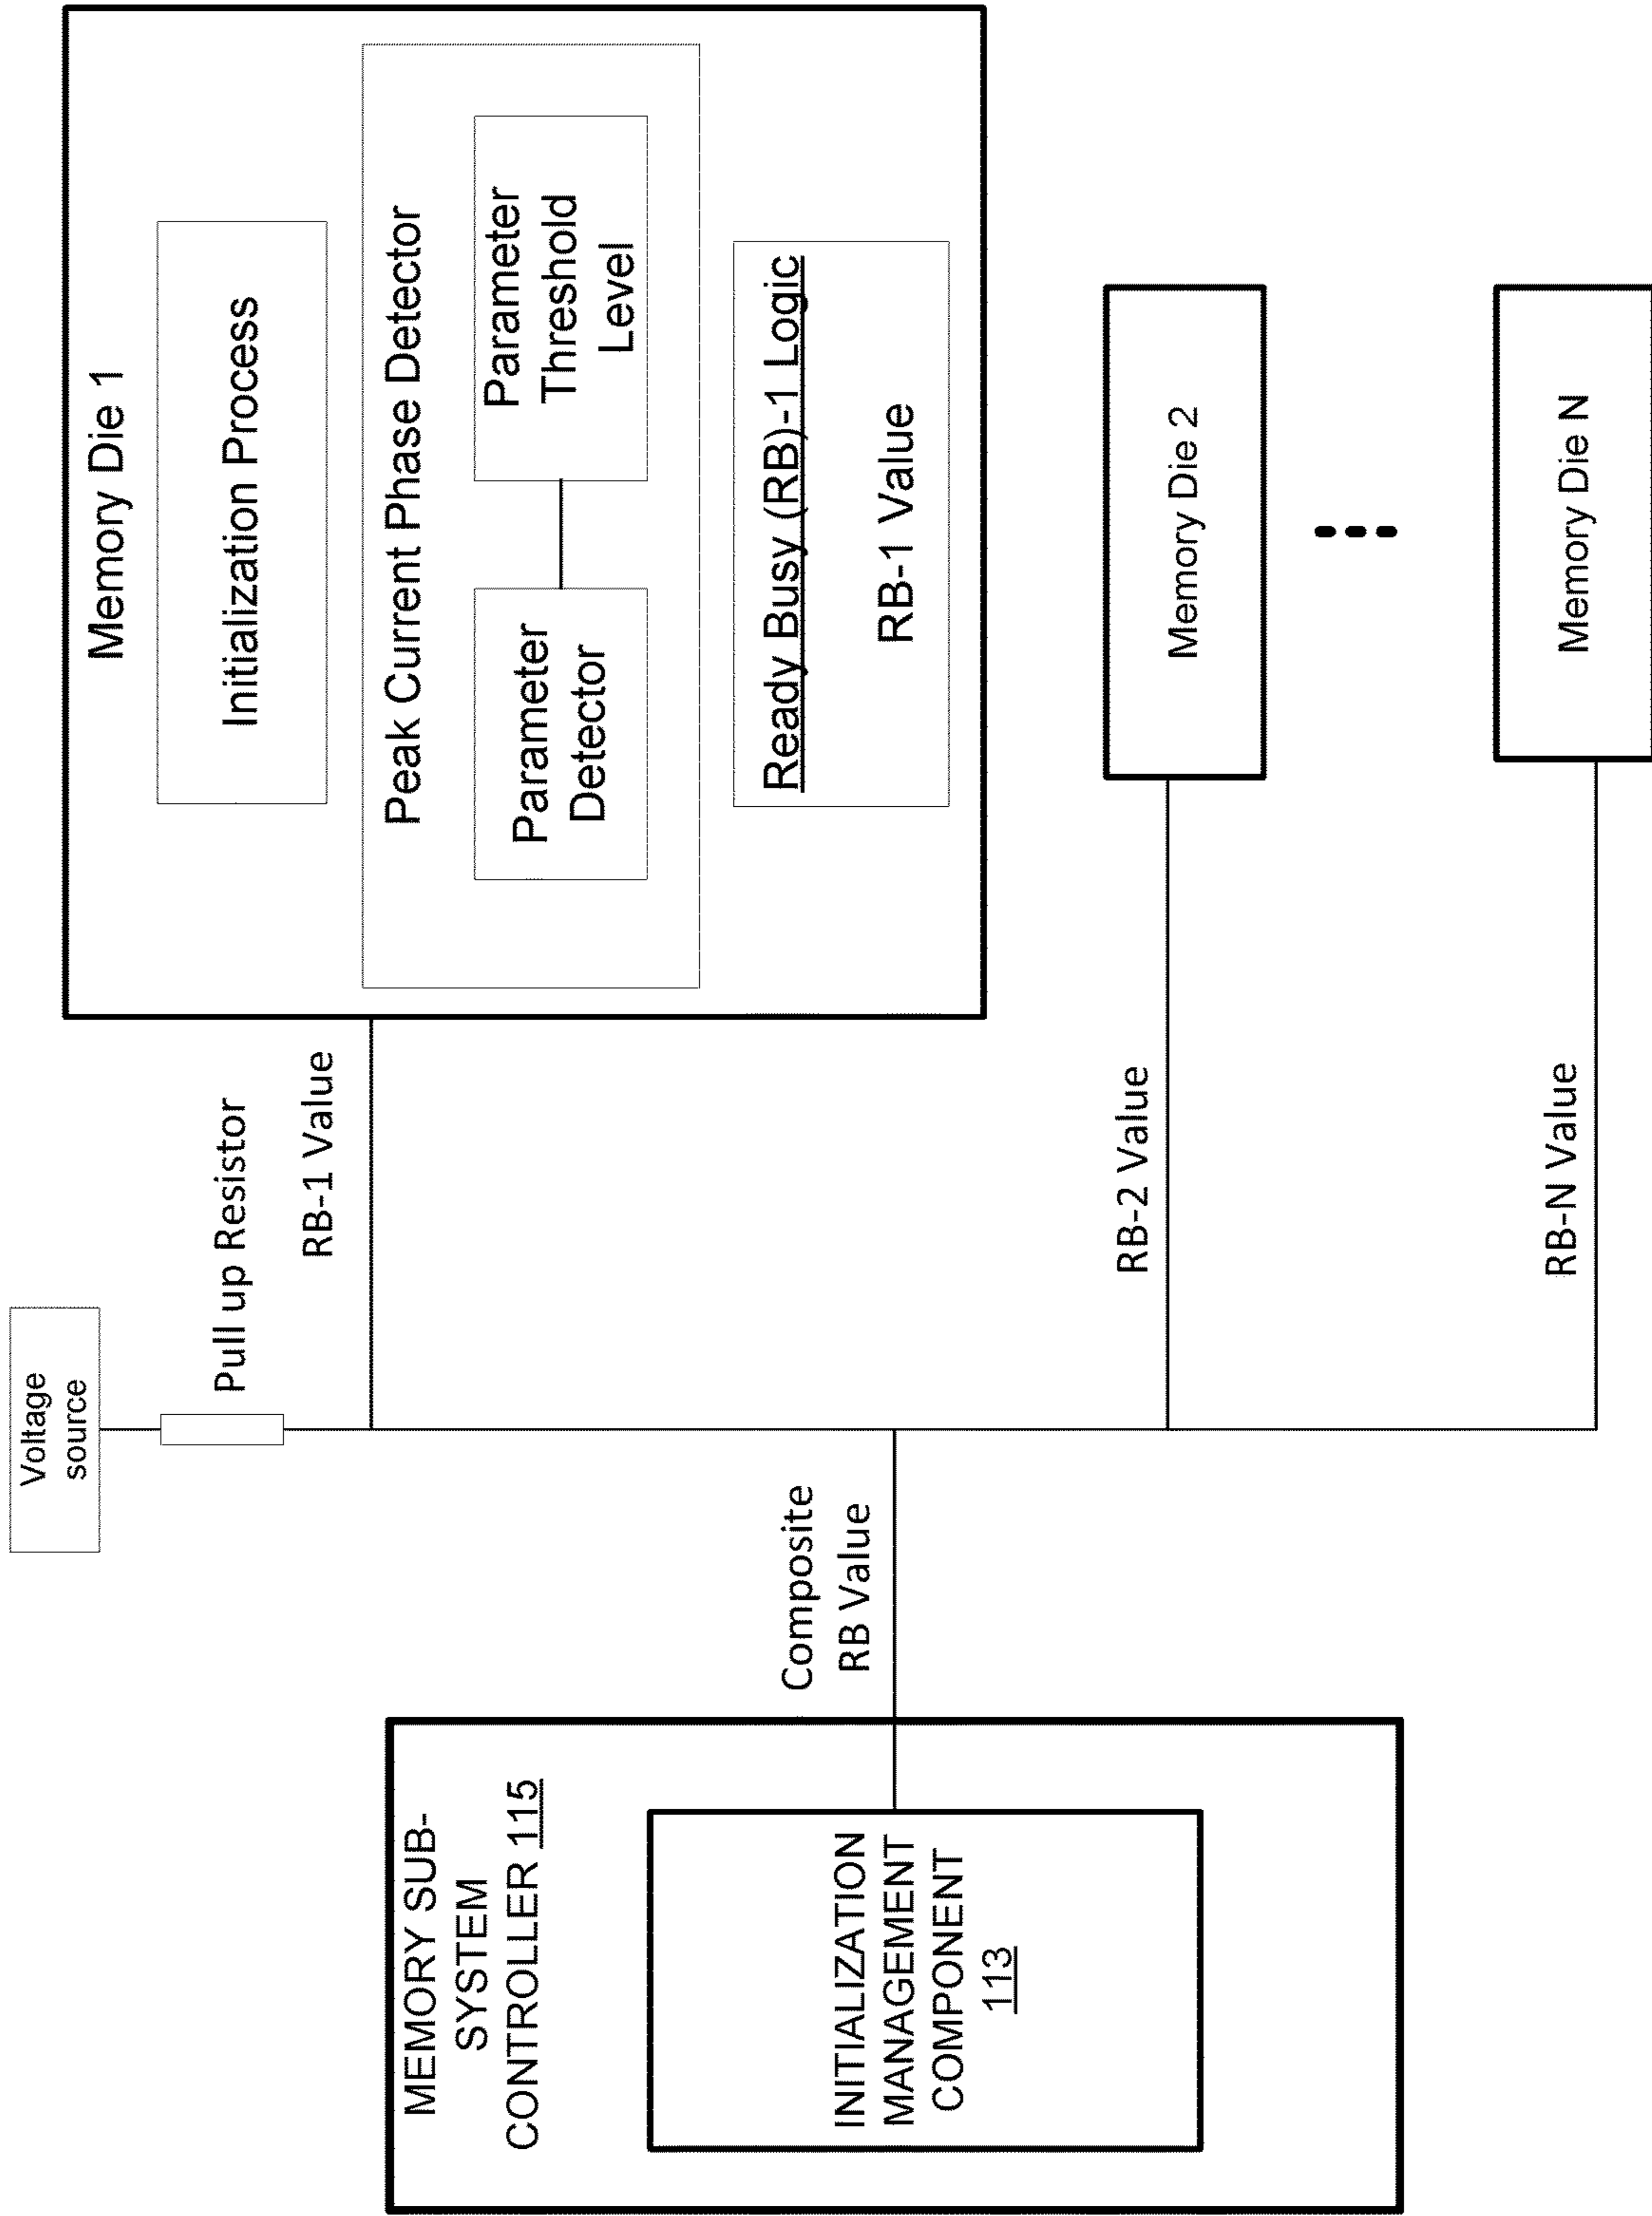 Voltage
source
Pull up Resistor
RB-1 Value
Memory Die 1
Initialization Process
Peak Current Phase Detector
Parameter
Detector
Parameter
Threshold
Level
Ready Busy (RB)-1 Logic
RB-1 Value
MEMORY SUB-
SYSTEM
CONTROLLER 115
INITIALIZATION
MANAGEMENT
COMPONENT
113
Composite
RB Value
RB-2 Value
Memory Die 2
RB-N Value
Memory Die N